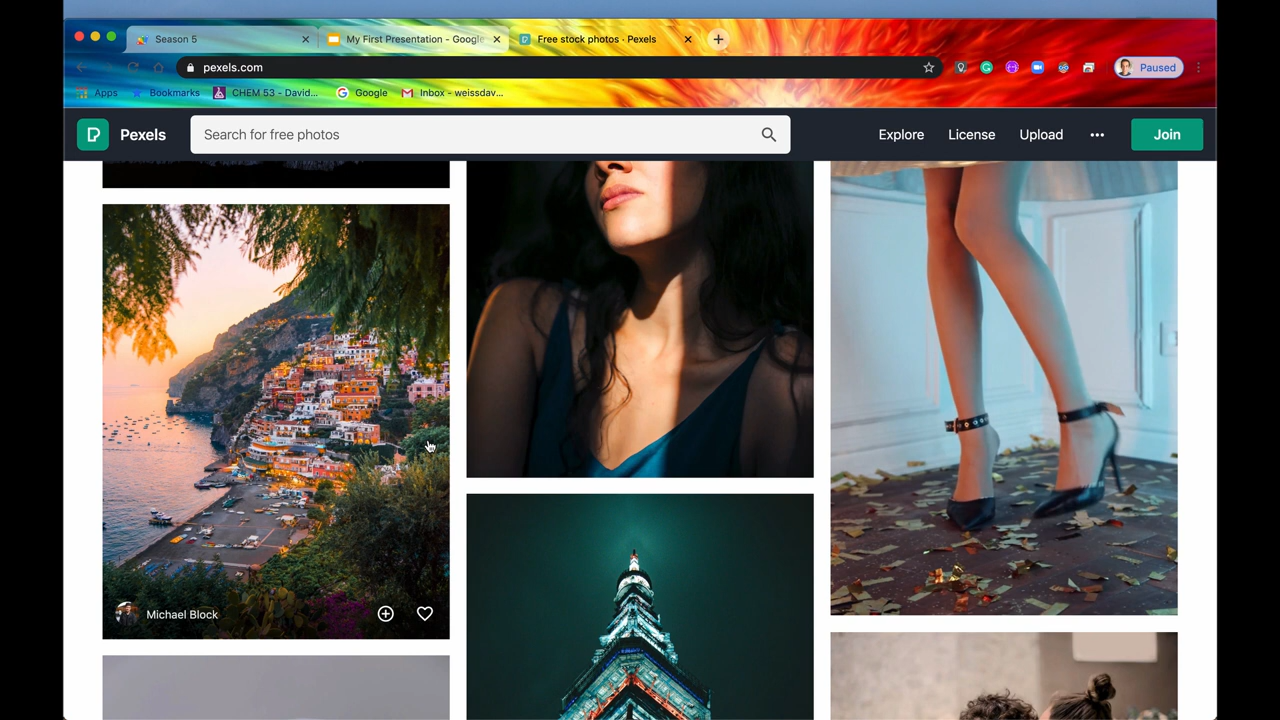 Season 5
My First Presentation - Google
Free stock photos · Pexels
pexels.com
Paused
Apps
Bookmarks
CHEM 53 - David...
Google
Inbox - weissdav...
Pexels
Search for free photos
Explore
License
Upload
Join
Michael Block